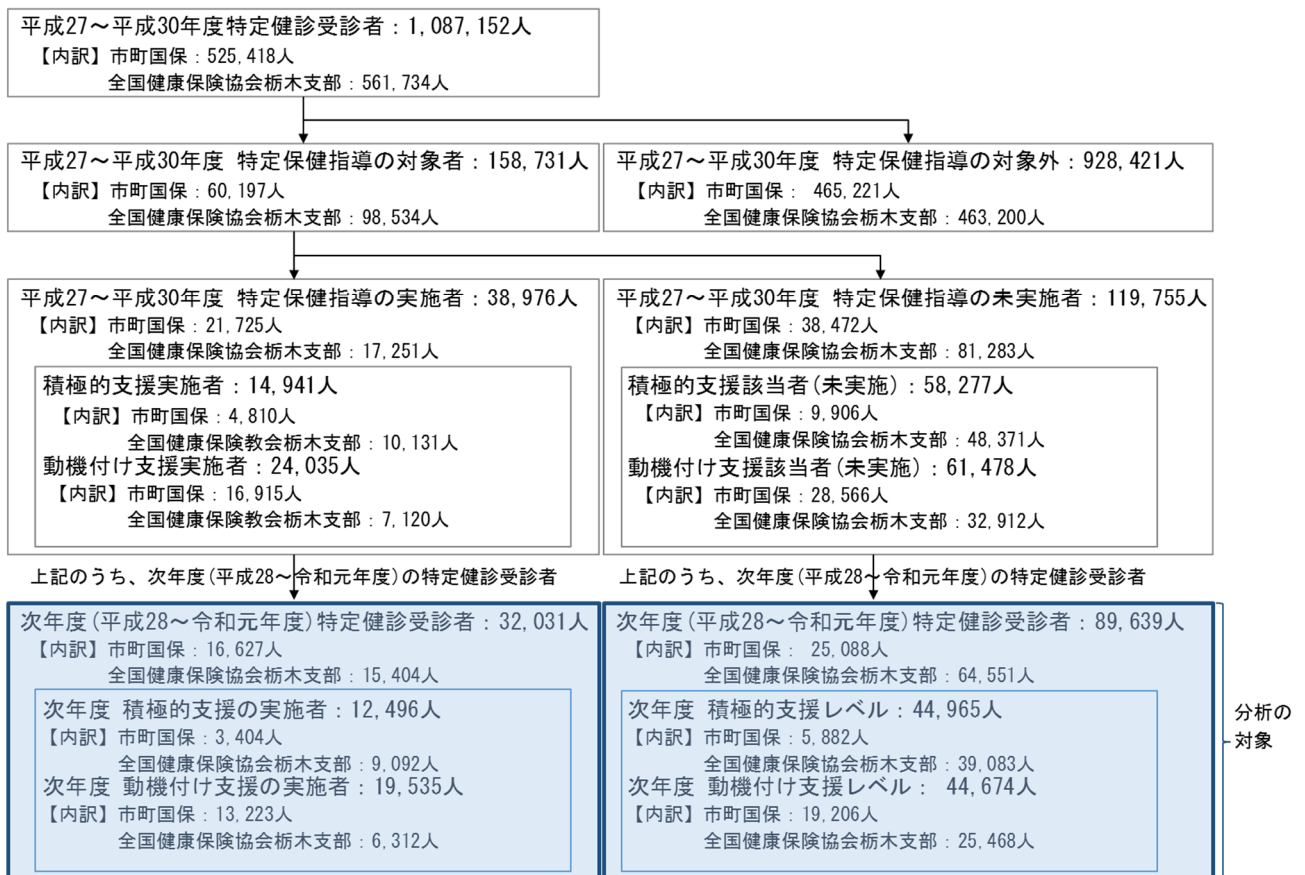 平成27～平成30年度特定健診受診者：1,087,152人
【内訳】市町国保：525,418人
全国健康保険協会栃木支部：561,734人
平成27～平成30年度 特定保健指導の対象者：158,731人
【内訳】市町国保：60,197人
全国健康保険協会栃木支部：98,534人
平成27～平成30年度 特定保健指導の対象外：928,421人
【内訳】市町国保： 465,221人
全国健康保険協会栃木支部：463,200人
平成27～平成30年度 特定保健指導の実施者：38,976人
【内訳】市町国保：21,725人
全国健康保険協会栃木支部：17,251人
積極的支援実施者：14,941人
【内訳】市町国保：4,810人
全国健康保険教会栃木支部：10,131人
動機付け支援実施者：24,035人
【内訳】市町国保：16,915人
全国健康保険教会栃木支部：7,120人
平成27～平成30年度 特定保健指導の未実施者：119,755人
【内訳】市町国保：38,472人
全国健康保険協会栃木支部：81,283人
積極的支援該当者(未実施)：58,277人
【内訳】市町国保：9,906人
全国健康保険協会栃木支部：48,371人
動機付け支援該当者(未実施)：61,478人
【内訳】市町国保：28,566人
全国健康保険協会栃木支部：32,912人
上記のうち、次年度(平成28～令和元年度)の特定健診受診者
上記のうち、次年度(平成28～令和元年度)の特定健診受診者
次年度(平成28～令和元年度)特定健診受診者：32,031人
【内訳】市町国保：16,627人
全国健康保険協会栃木支部：15,404人
次年度 積極的支援の実施者：12,496人
【内訳】市町国保：3,404人
全国健康保険協会栃木支部：9,092人
次年度 動機付け支援の実施者：19,535人
【内訳】市町国保：13,223人
全国健康保険協会栃木支部：6,312人
次年度(平成28～令和元年度)特定健診受診者：89,639人
【内訳】市町国保： 25,088人
全国健康保険協会栃木支部：64,551人
次年度 積極的支援レベル：44,965人
【内訳】市町国保：5,882人
全国健康保険協会栃木支部：39,083人
次年度 動機付け支援レベル： 44,674人
【内訳】市町国保：19,206人
全国健康保険協会栃木支部：25,468人
分析の
対象